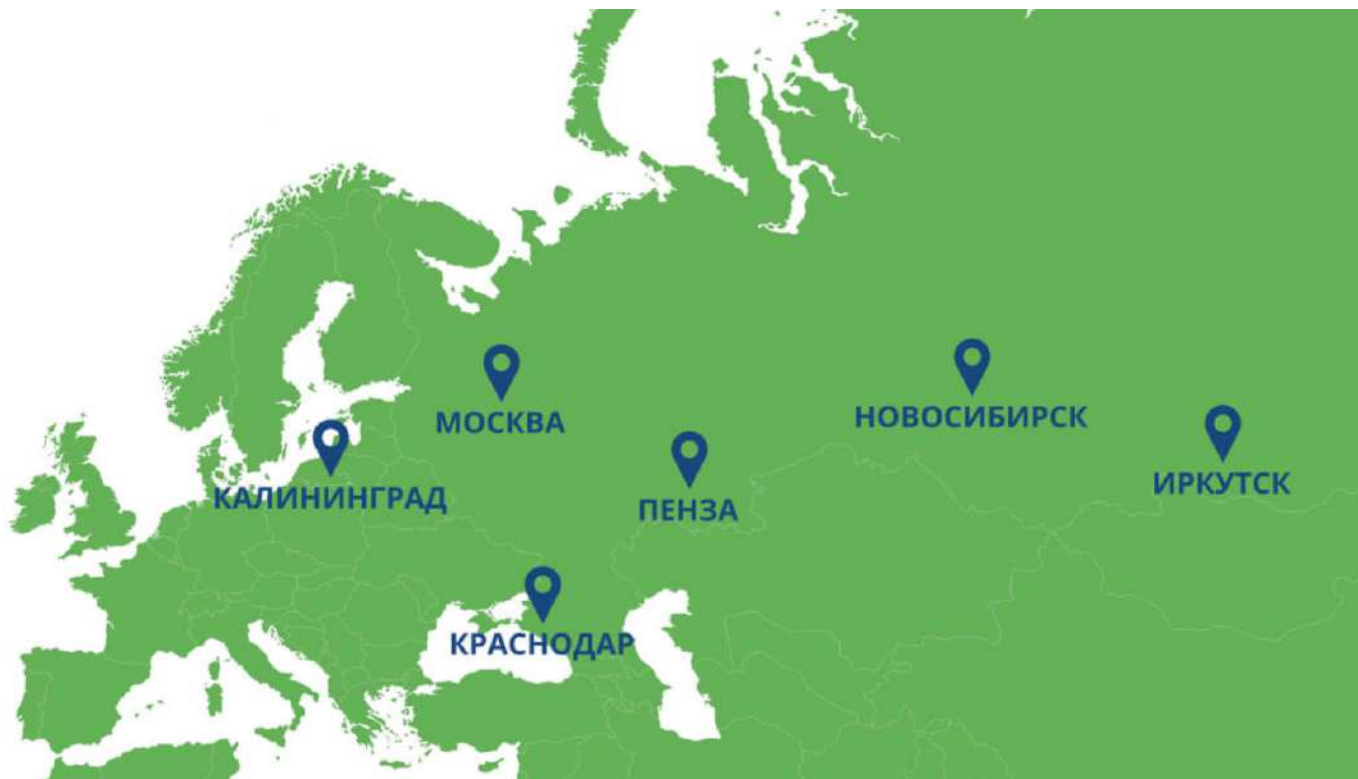 МОСКВА
НОВОСИБИРСК
ИРКУТСК
КАЛИНИНГРАД
ПЕНЗА
КРАСНОДАР